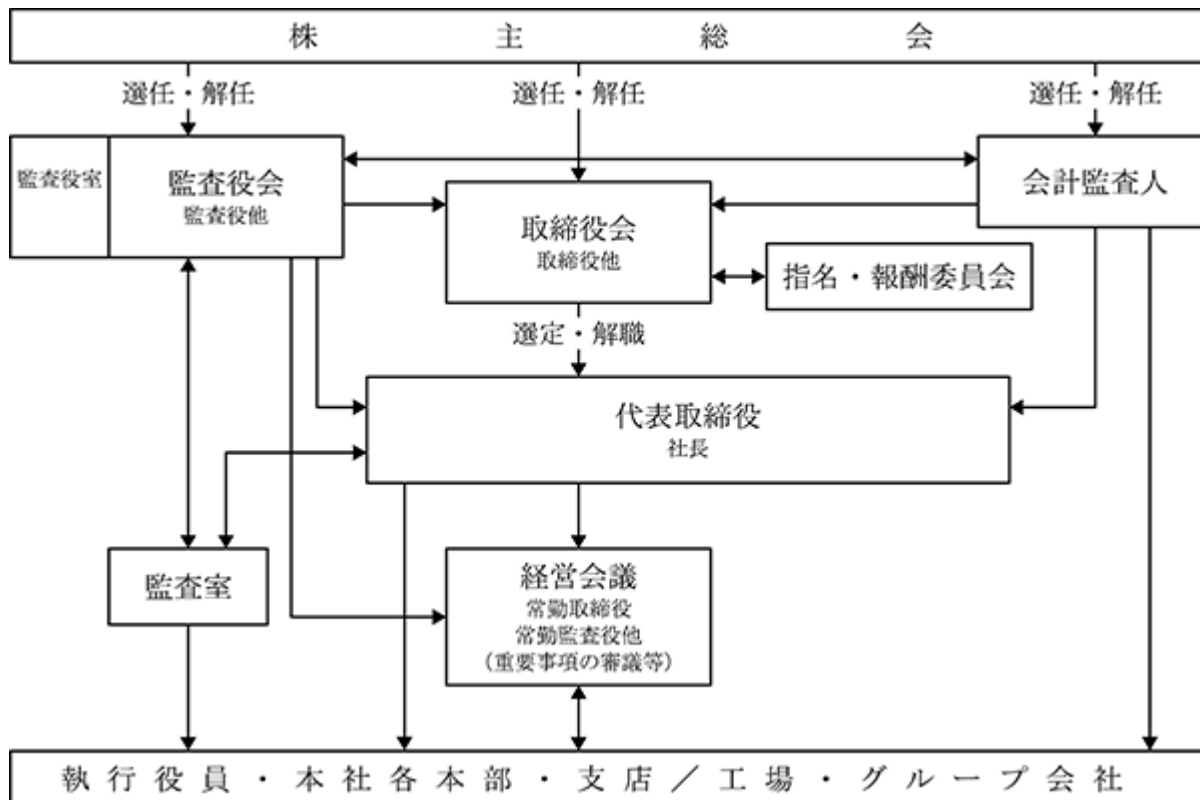 株主総会
選任・解任
選任・解任
選任・解任
監査役室
監査役会
監査役他
会計監査人
取締役会
取締役他
指名・報酬委員会
選定・解職
代表取締役
社長
監査室
経営会議
常勤取締役
常勤監査役他
（重要事項の審議等）
執行役員・本社各本部・支店／工場・グループ会社